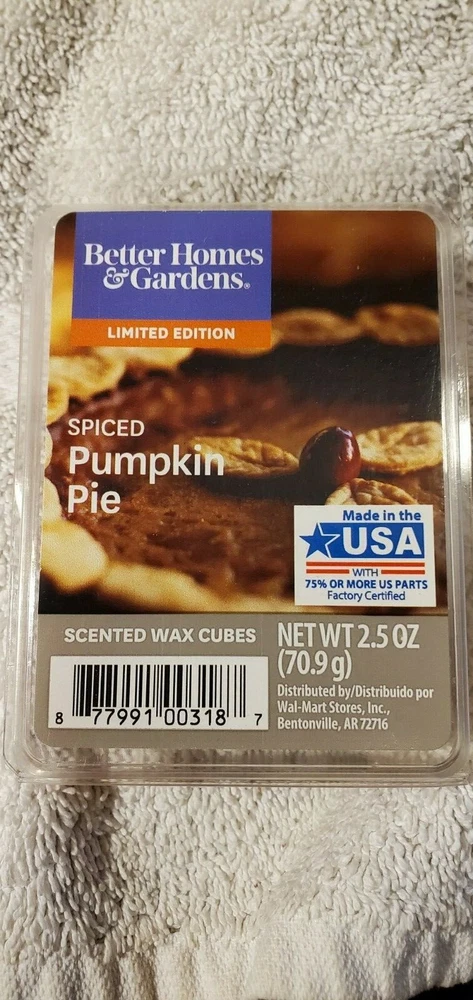 Better Homes
& Gardens®
LIMITED EDITION
SPICED
Pumpkin
Pie
Made in the
USA
WITH
75% OR MORE US PARTS
Factory Certified
SCENTED WAX CUBES
NET WT 2.5 OZ
(70.9 g)
Distributed by/Distribuido por
Wal-Mart Stores, Inc.,
Bentonville, AR 72716
8 77991 00318 7